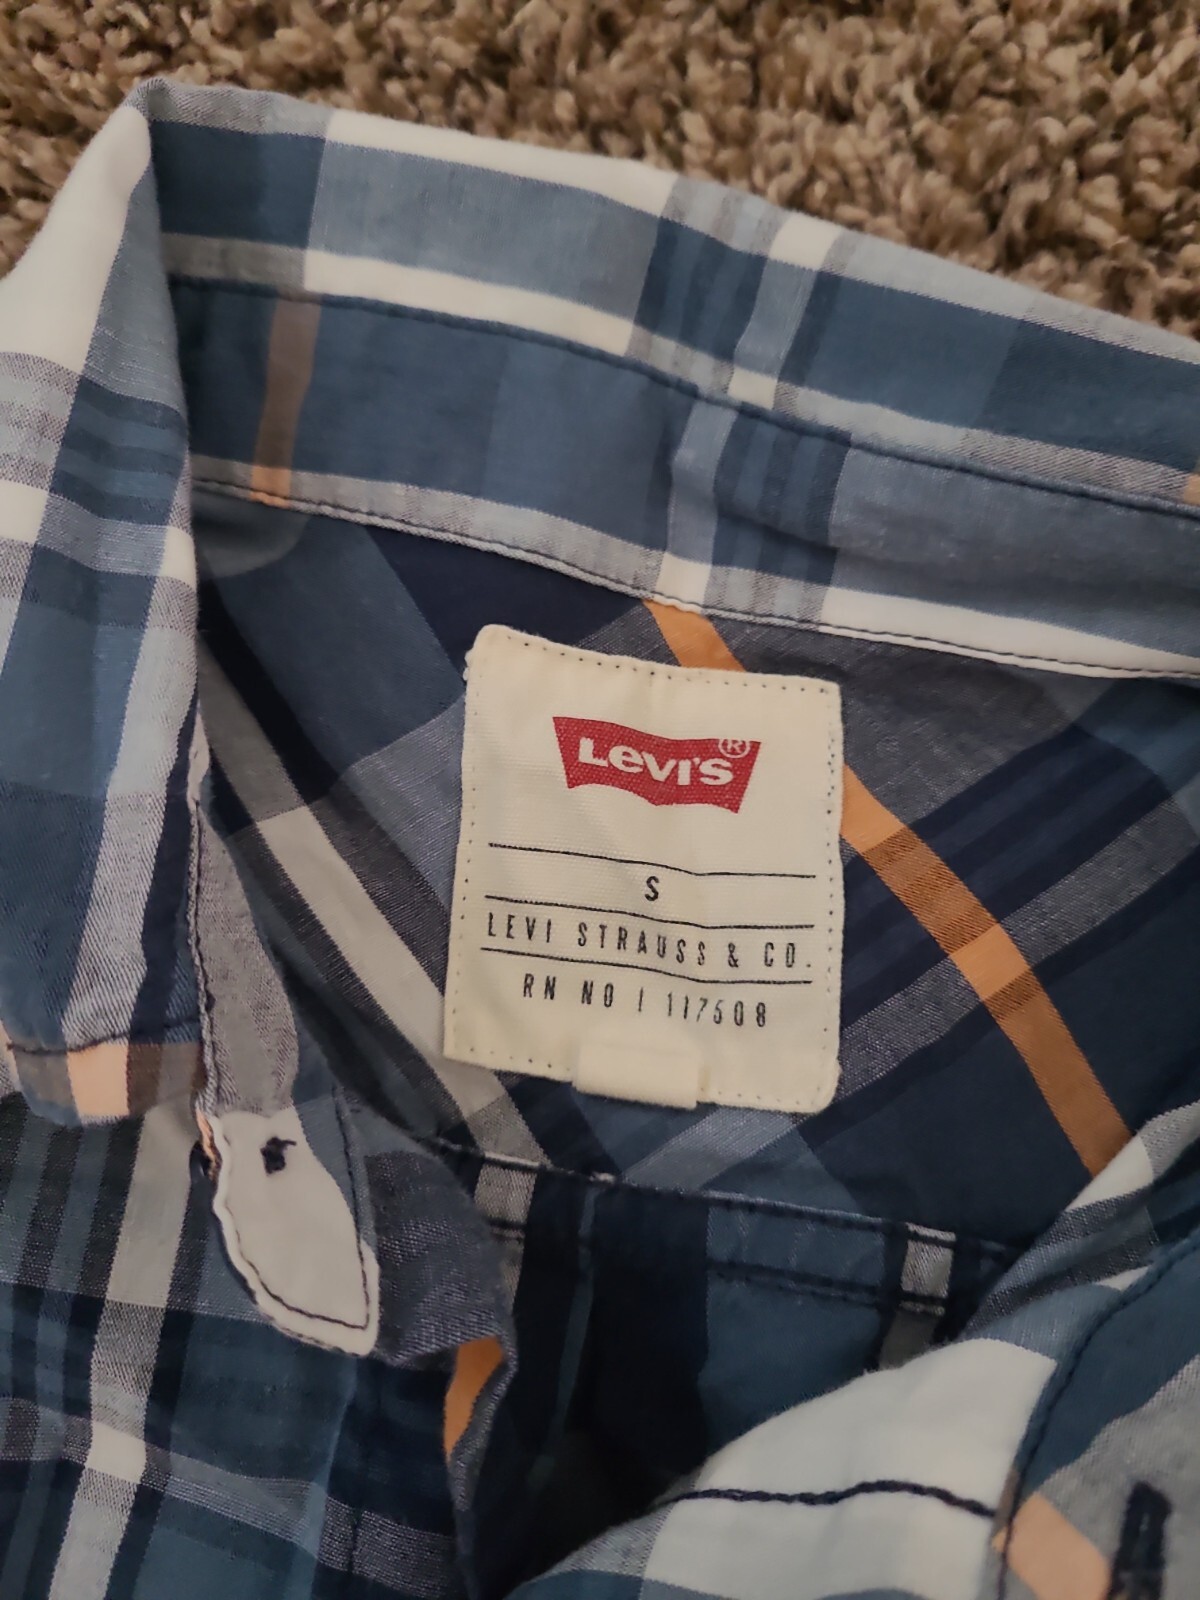 Levi's®
S
LEVI STRAUSS & CO.
RN NO | 117508